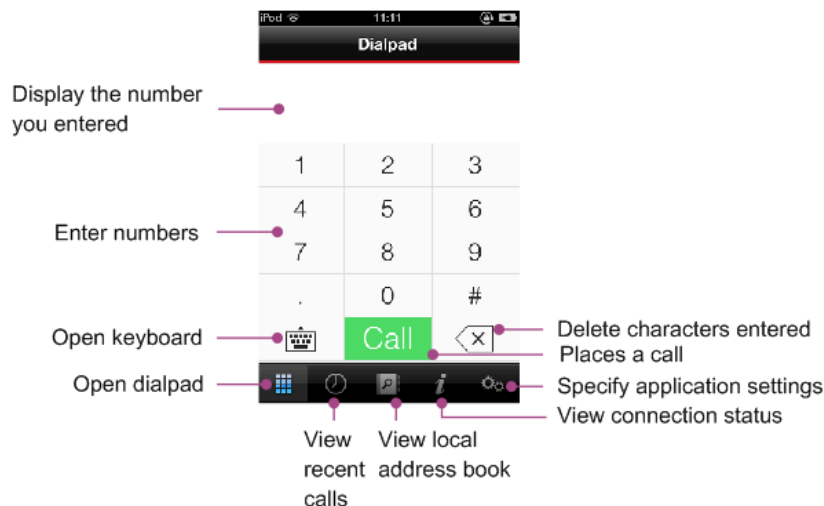 iPod 11:11
Dialpad
Display the number
you entered
1 2 3
4 5 6
Enter numbers
7 8 9
. 0 #
Open keyboard
Call
Delete characters entered
Places a call
Open dialpad
Specify application settings
View connection status
View
recent
calls
View local
address book